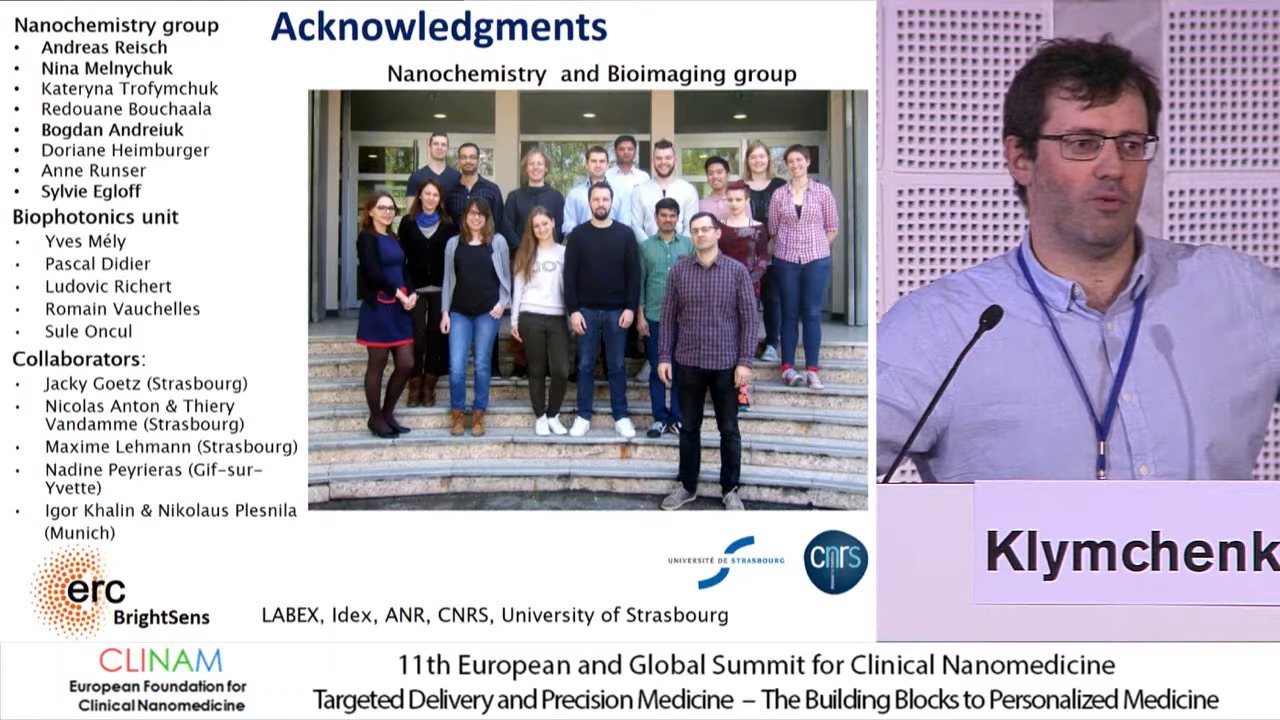 Nanochemistry group
• Andreas Reisch
• Nina Melnychuk
• Kateryna Trofymchuk
• Redouane Bouchaala
• Bogdan Andreiuk
• Doriane Heimburger
• Anne Runser
• Sylvie Egloff
Biophotonics unit
• Yves Mély
• Pascal Didier
• Ludovic Richert
• Romain Vauchelles
• Sule Oncul
Collaborators:
• Jacky Goetz (Strasbourg)
• Nicolas Anton & Thiery
Vandamme (Strasbourg)
• Maxime Lehmann (Strasbourg)
• Nadine Peyrieras (Gif-sur-
Yvette)
• Igor Khalin & Nikolaus Plesnila
(Munich)
erc
BrightSens
Acknowledgments
Nanochemistry and Bioimaging group
UNIVERSITÉ DE STRASBOURG
cnrs
LABEX, Idex, ANR, CNRS, University of Strasbourg
Klymchenk
CLINAM
European Foundation for
Clinical Nanomedicine
11th European and Global Summit for Clinical Nanomedicine
Targeted Delivery and Precision Medicine – The Building Blocks to Personalized Medicine